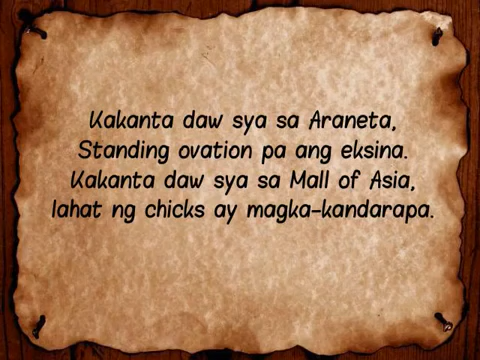 Kakanta daw sya sa Araneta,
Standing ovation pa ang eksina.
Kakanta daw sya sa Mall of Asia,
lahat ng chicks ay magka-kandarapa.